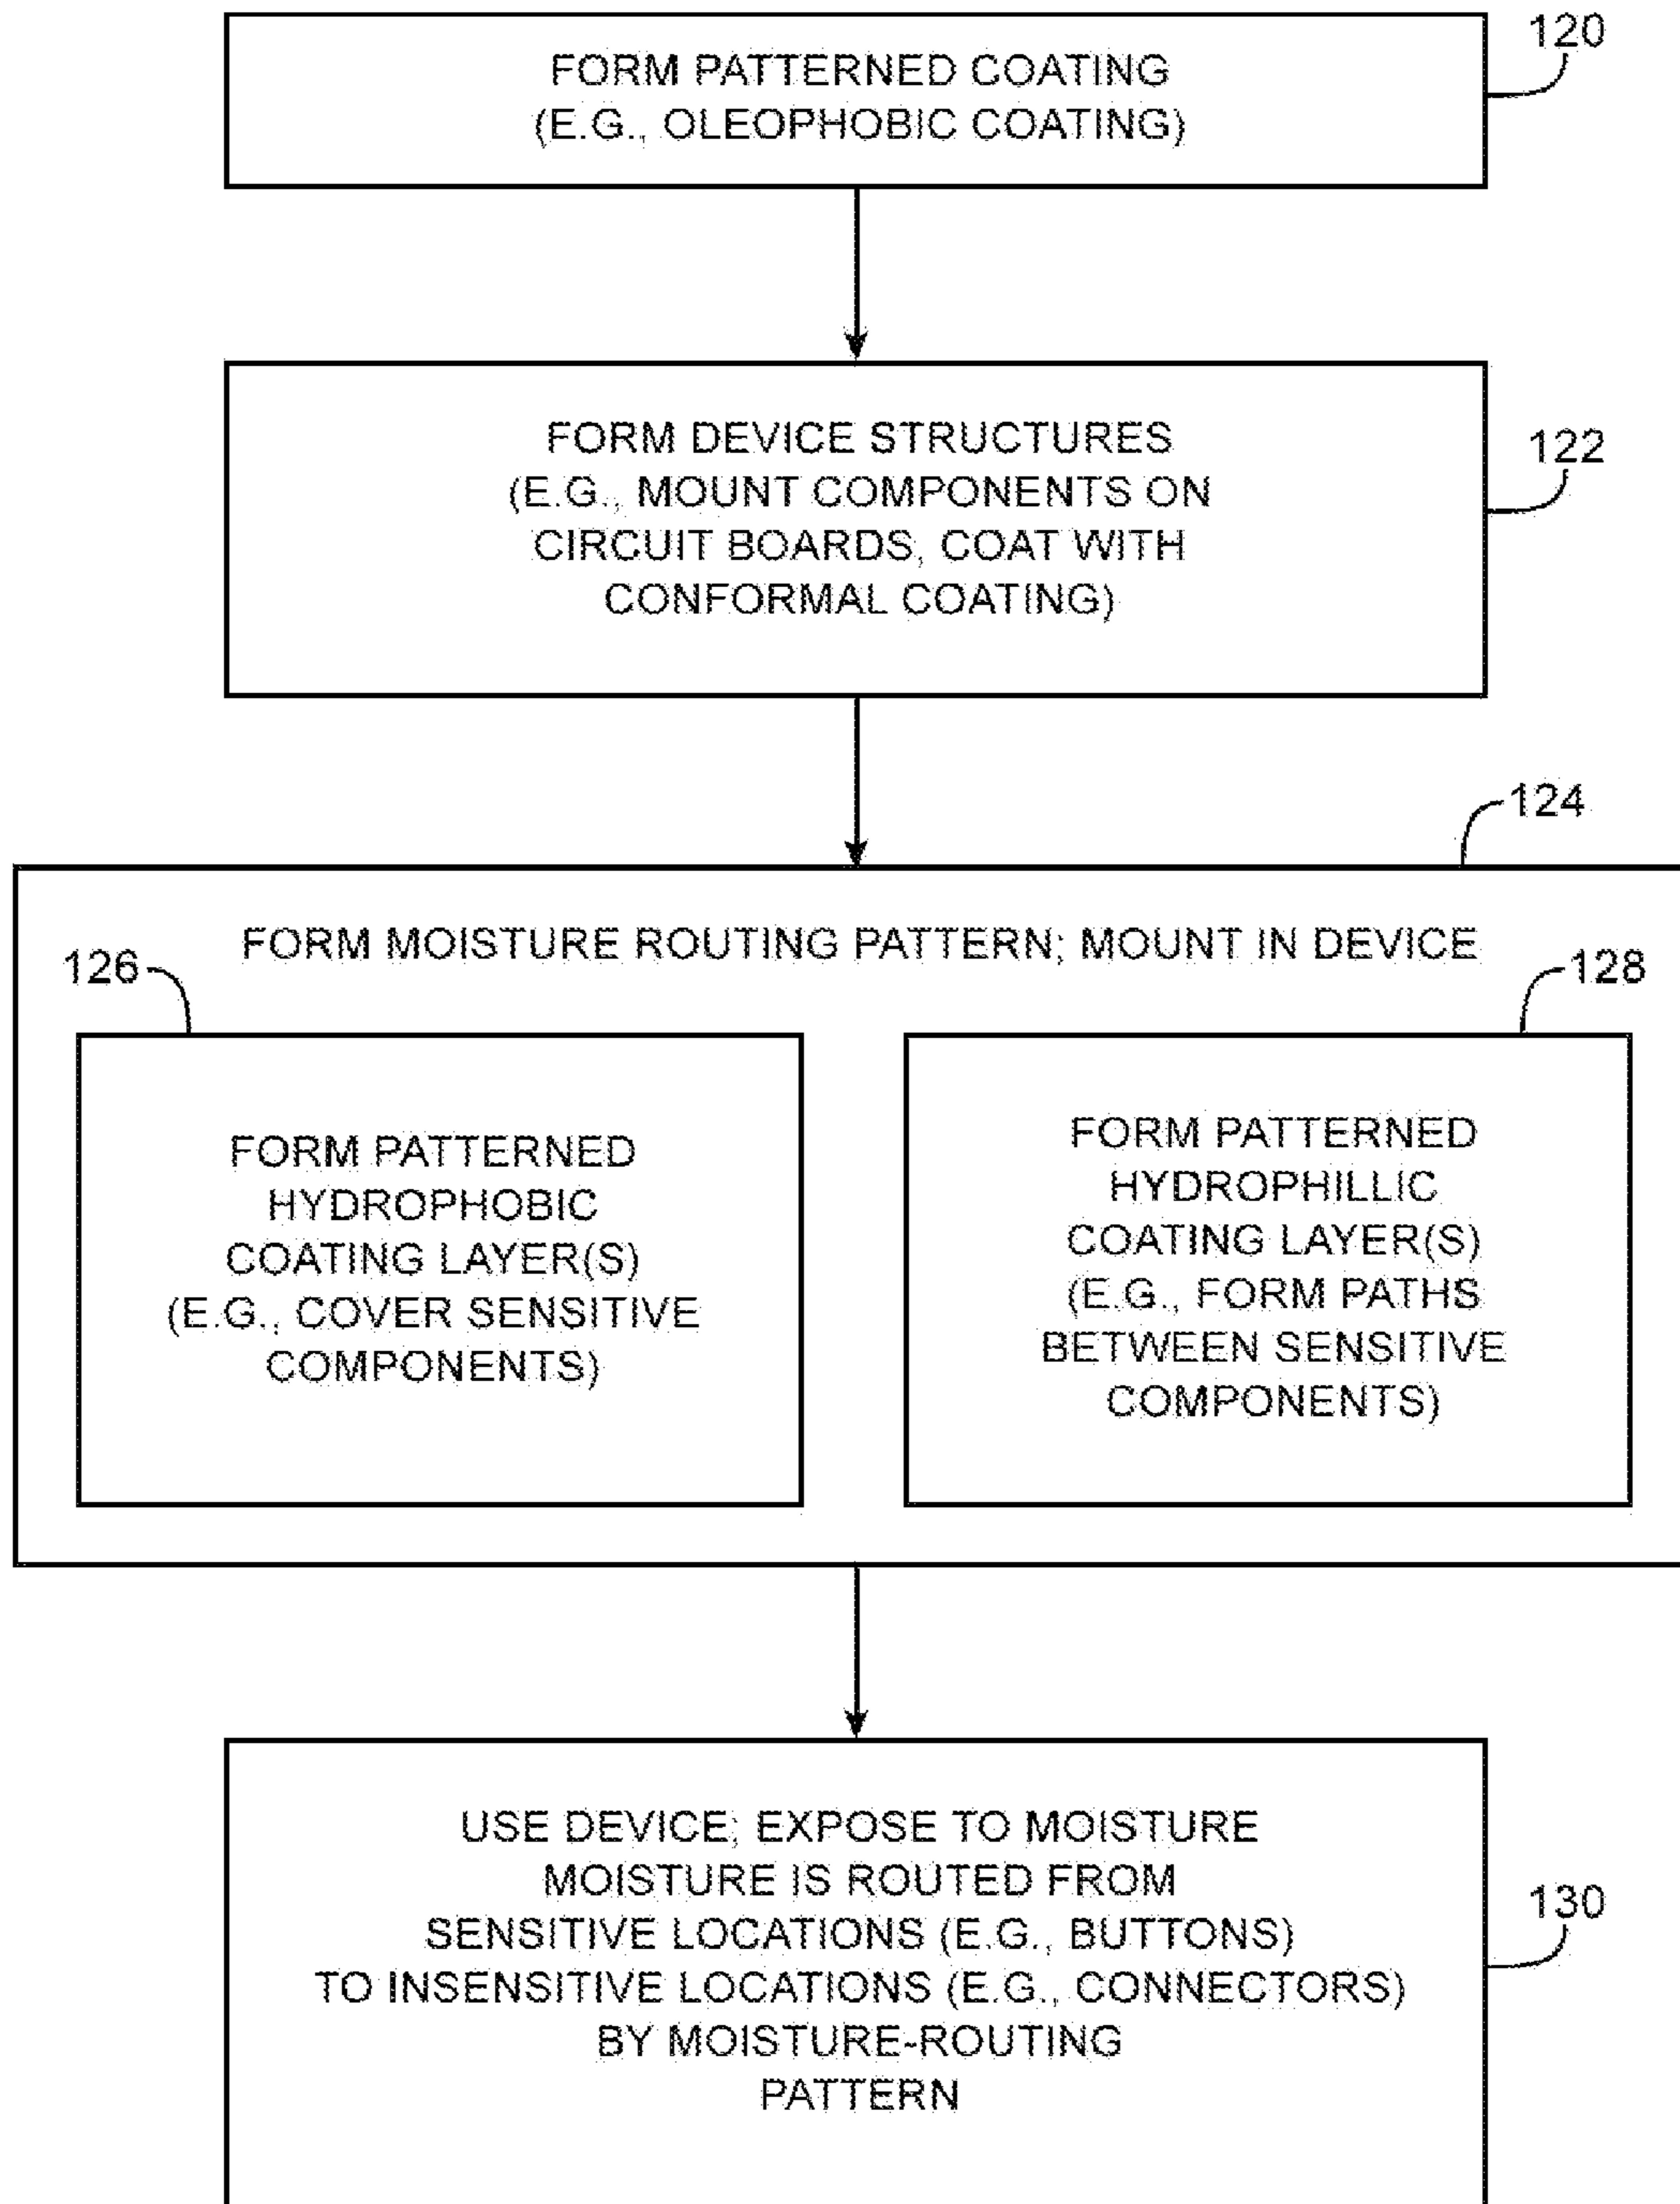 120
FORM PATTERNED COATING
(E.G., OLEOPHOBIC COATING)
122
FORM DEVICE STRUCTURES
(E.G., MOUNT COMPONENTS ON
CIRCUIT BOARDS, COAT WITH
CONFORMAL COATING)
124
FORM MOISTURE ROUTING PATTERN; MOUNT IN DEVICE
126
FORM PATTERNED
HYDROPHOBIC
COATING LAYER(S)
(E.G., COVER SENSITIVE
COMPONENTS)
128
FORM PATTERNED
HYDROPHILLIC
COATING LAYER(S)
(E.G., FORM PATHS
BETWEEN SENSITIVE
COMPONENTS)
USE DEVICE; EXPOSE TO MOISTURE
MOISTURE IS ROUTED FROM
SENSITIVE LOCATIONS (E.G., BUTTONS)
TO INSENSITIVE LOCATIONS (E.G., CONNECTORS)
BY MOISTURE-ROUTING
PATTERN
130